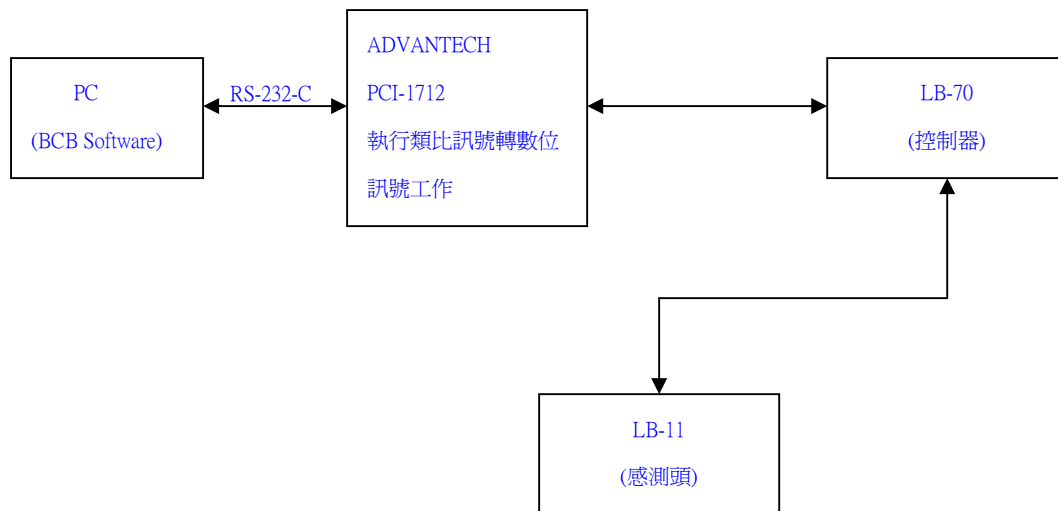 PC
(BCB Software)
RS-232-C
ADVANTECH
PCI-1712
執行類比訊號轉數位
訊號工作
LB-70
(控制器)
LB-11
(感測頭)